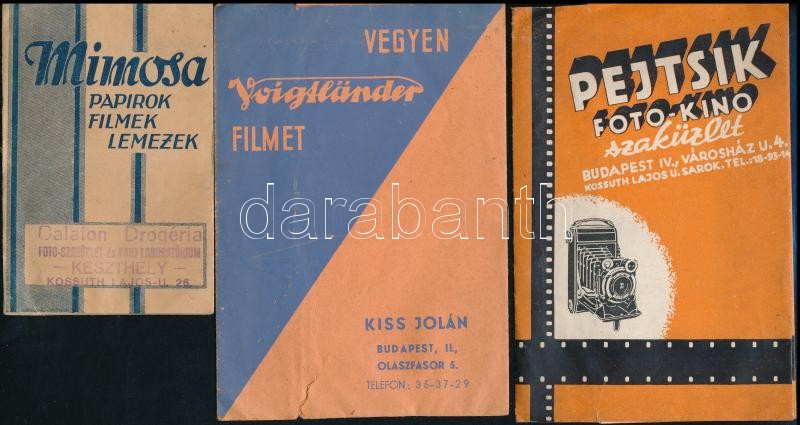 Mimosa
PAPIROK
FILMEK
LEMEZEK
Balaton Drogéria
FOTO-SZAKÜZLET és FOTO LABORATÓRIUM
— KESZTHELY —
KOSSUTH LAJOS-U. 26.
VEGYEN
Voigtländer
FILMET
KISS JOLÁN
BUDAPEST, II.,
OLASZFASOR 5.
TELEFON: 35-37-29
PEJTSIK
FOTO-KINO
szaküzlet
BUDAPEST IV., VÁROSHÁZ U. 4.
KOSSUTH LAJOS U. SAROK. TEL.: 18-93-14
darabanth